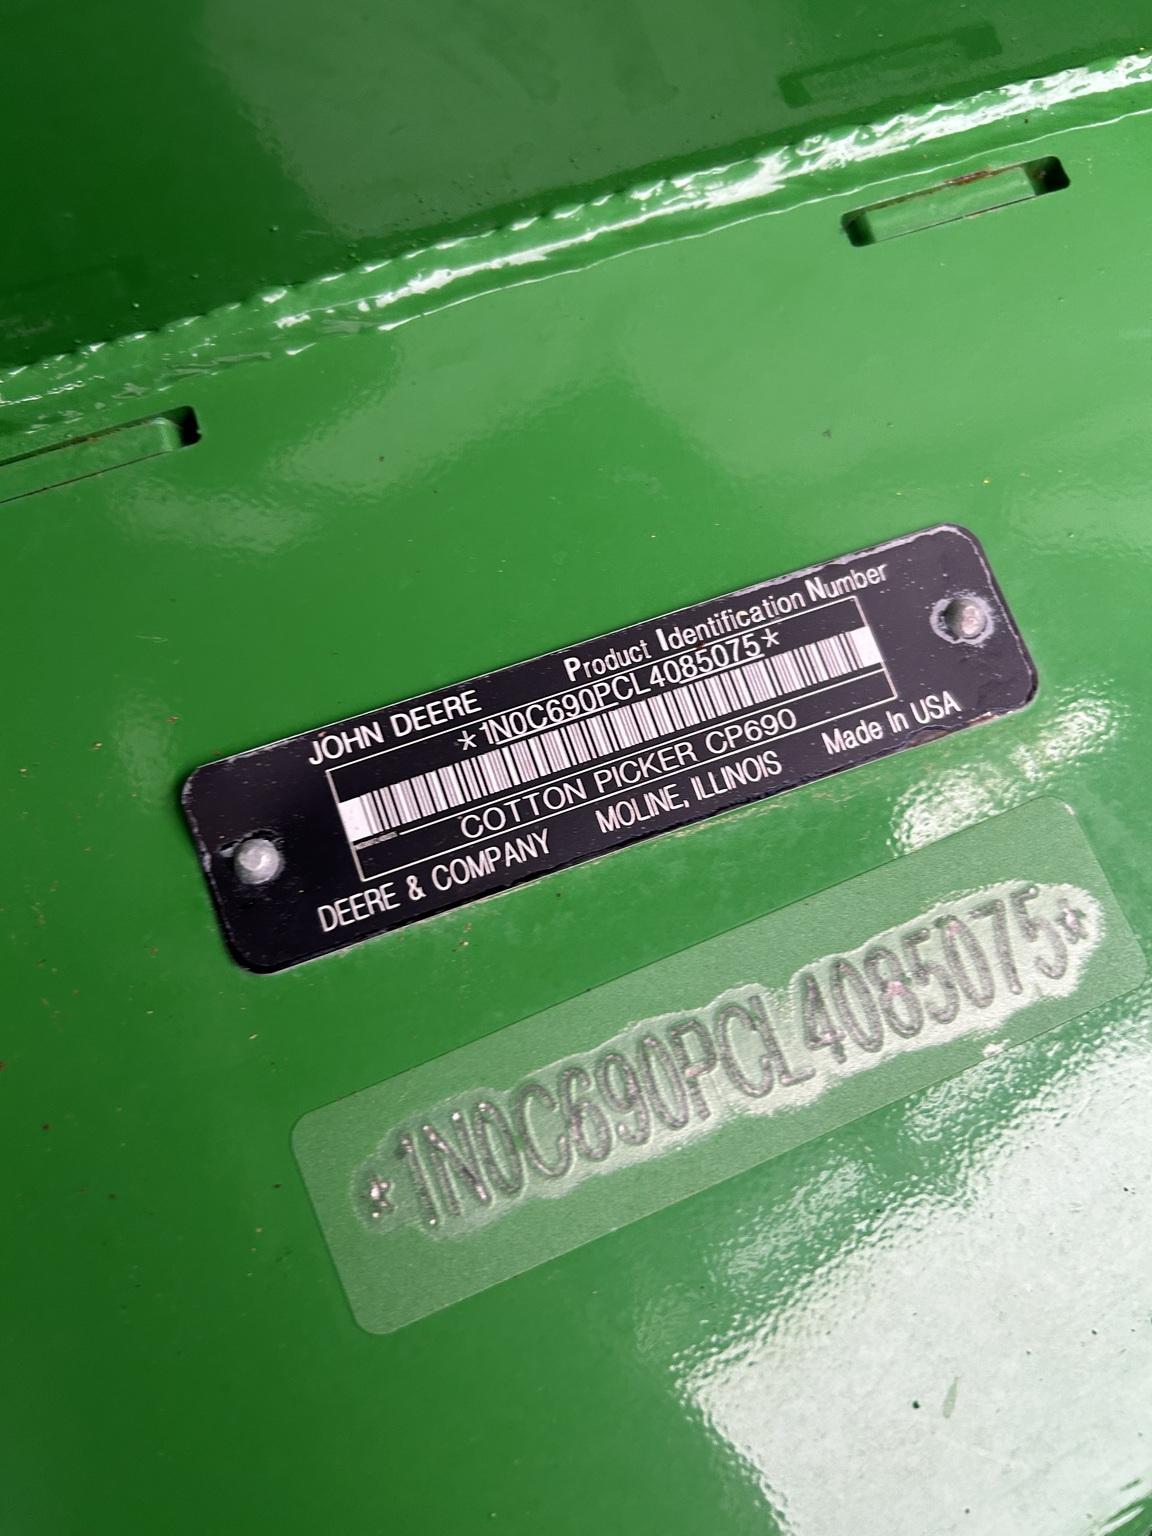 JOHN DEERE Product Identification Number
*1N0C690PCL4085075*
COTTON PICKER CP690
DEERE & COMPANY MOLINE, ILLINOIS Made In USA
*1N0C690PCL4085075*